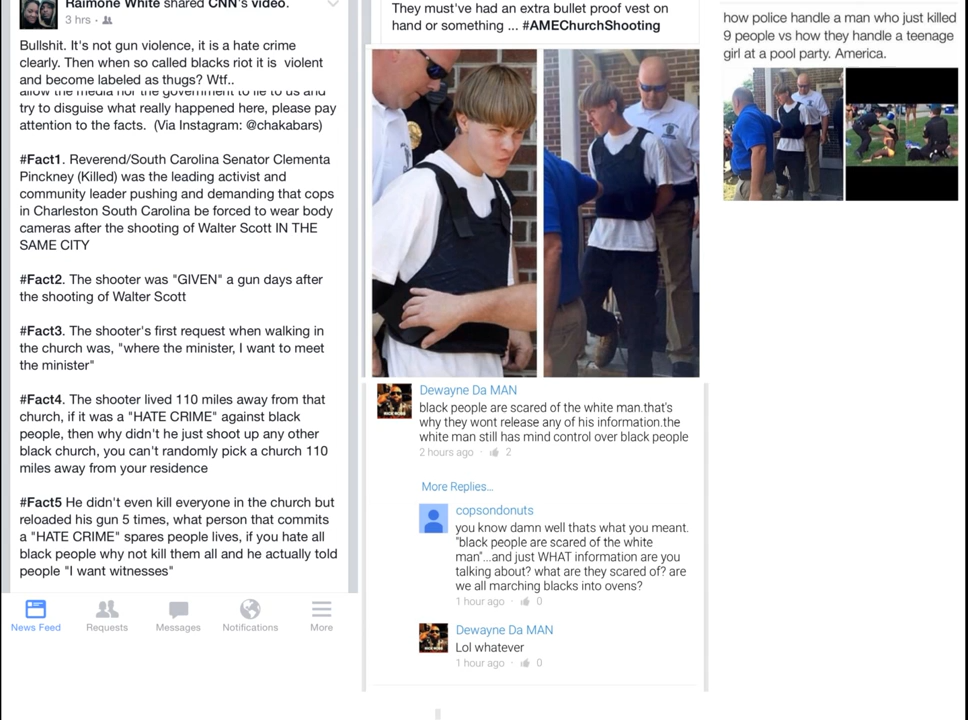 Raimone White shared CNN's video.
3 hrs
Bullshit. It's not gun violence, it is a hate crime
clearly. Then when so called blacks riot it is violent
and become labeled as thugs? Wtf..
allow the media nor the government to lie to us and
try to disguise what really happened here, please pay
attention to the facts. (Via Instagram: @chakabars)
#Fact1. Reverend/South Carolina Senator Clementa
Pinckney (Killed) was the leading activist and
community leader pushing and demanding that cops
in Charleston South Carolina be forced to wear body
cameras after the shooting of Walter Scott IN THE
SAME CITY
#Fact2. The shooter was "GIVEN" a gun days after
the shooting of Walter Scott
#Fact3. The shooter's first request when walking in
the church was, "where the minister, I want to meet
the minister"
#Fact4. The shooter lived 110 miles away from that
church, if it was a "HATE CRIME" against black
people, then why didn't he just shoot up any other
black church, you can't randomly pick a church 110
miles away from your residence
#Fact5 He didn't even kill everyone in the church but
reloaded his gun 5 times, what person that commits
a "HATE CRIME" spares people lives, if you hate all
black people why not kill them all and he actually told
people "I want witnesses"
News Feed Requests Messages Notifications More
They must've had an extra bullet proof vest on
hand or something ... #AMEChurchShooting
Dewayne Da MAN
black people are scared of the white man.that's
why they wont release any of his information.the
white man still has mind control over black people
2 hours ago · 2
More Replies...
copsondonuts
you know damn well thats what you meant.
"black people are scared of the white
man"...and just WHAT information are you
talking about? what are they scared of? are
we all marching blacks into ovens?
1 hour ago · 0
Dewayne Da MAN
Lol whatever
1 hour ago · 0
how police handle a man who just killed
9 people vs how they handle a teenage
girl at a pool party. America.